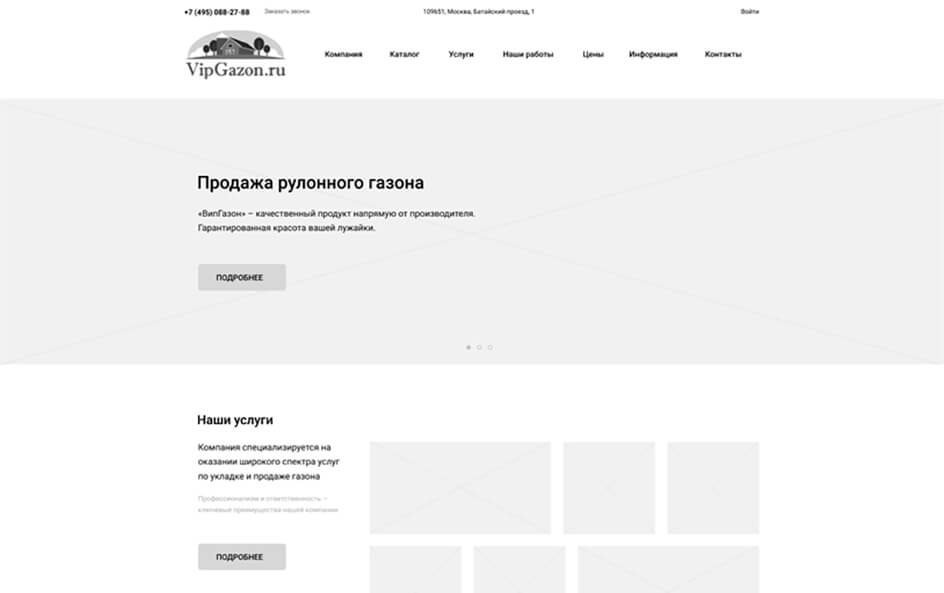 +7 (495) 088-27-88 Заказать звонок 109651, Москва, Батайский проезд, 1 Войти
VipGazon.ru
Компания Каталог Услуги Наши работы Цены Информация Контакты
Продажа рулонного газона
«ВипГазон» – качественный продукт напрямую от производителя.
Гарантированная красота вашей лужайки.
ПОДРОБНЕЕ
Наши услуги
Компания специализируется на
оказании широкого спектра услуг
по укладке и продаже газона
Профессионализм и ответственность –
ключевые преимущества нашей компании
ПОДРОБНЕЕ